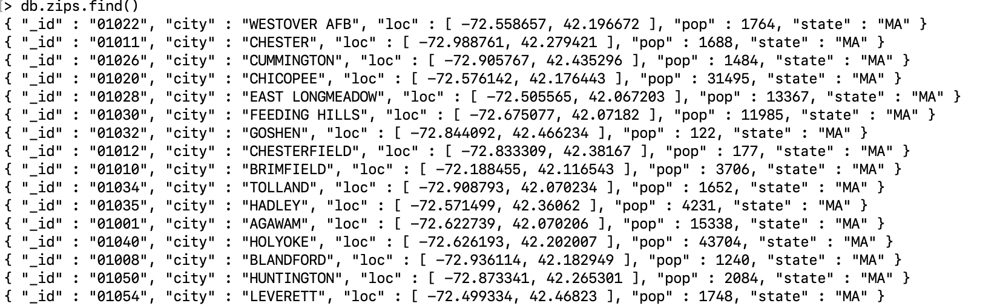 [> db.zips.find()
{ "_id" : "01022", "city" : "WESTOVER AFB", "loc" : [ -72.558657, 42.196672 ], "pop" : 1764, "state" : "MA" }
{ "_id" : "01011", "city" : "CHESTER", "loc" : [ -72.988761, 42.279421 ], "pop" : 1688, "state" : "MA" }
{ "_id" : "01026", "city" : "CUMMINGTON", "loc" : [ -72.905767, 42.435296 ], "pop" : 1484, "state" : "MA" }
{ "_id" : "01020", "city" : "CHICOPEE", "loc" : [ -72.576142, 42.176443 ], "pop" : 31495, "state" : "MA" }
{ "_id" : "01028", "city" : "EAST LONGMEADOW", "loc" : [ -72.505565, 42.067203 ], "pop" : 13367, "state" : "MA" }
{ "_id" : "01030", "city" : "FEEDING HILLS", "loc" : [ -72.675077, 42.07182 ], "pop" : 11985, "state" : "MA" }
{ "_id" : "01032", "city" : "GOSHEN", "loc" : [ -72.844092, 42.466234 ], "pop" : 122, "state" : "MA" }
{ "_id" : "01012", "city" : "CHESTERFIELD", "loc" : [ -72.833309, 42.38167 ], "pop" : 177, "state" : "MA" }
{ "_id" : "01010", "city" : "BRIMFIELD", "loc" : [ -72.188455, 42.116543 ], "pop" : 3706, "state" : "MA" }
{ "_id" : "01034", "city" : "TOLLAND", "loc" : [ -72.908793, 42.070234 ], "pop" : 1652, "state" : "MA" }
{ "_id" : "01035", "city" : "HADLEY", "loc" : [ -72.571499, 42.36062 ], "pop" : 4231, "state" : "MA" }
{ "_id" : "01001", "city" : "AGAWAM", "loc" : [ -72.622739, 42.070206 ], "pop" : 15338, "state" : "MA" }
{ "_id" : "01040", "city" : "HOLYOKE", "loc" : [ -72.626193, 42.202007 ], "pop" : 43704, "state" : "MA" }
{ "_id" : "01008", "city" : "BLANDFORD", "loc" : [ -72.936114, 42.182949 ], "pop" : 1240, "state" : "MA" }
{ "_id" : "01050", "city" : "HUNTINGTON", "loc" : [ -72.873341, 42.265301 ], "pop" : 2084, "state" : "MA" }
{ "_id" : "01054", "city" : "LEVERETT", "loc" : [ -72.499334, 42.46823 ], "pop" : 1748, "state" : "MA" }